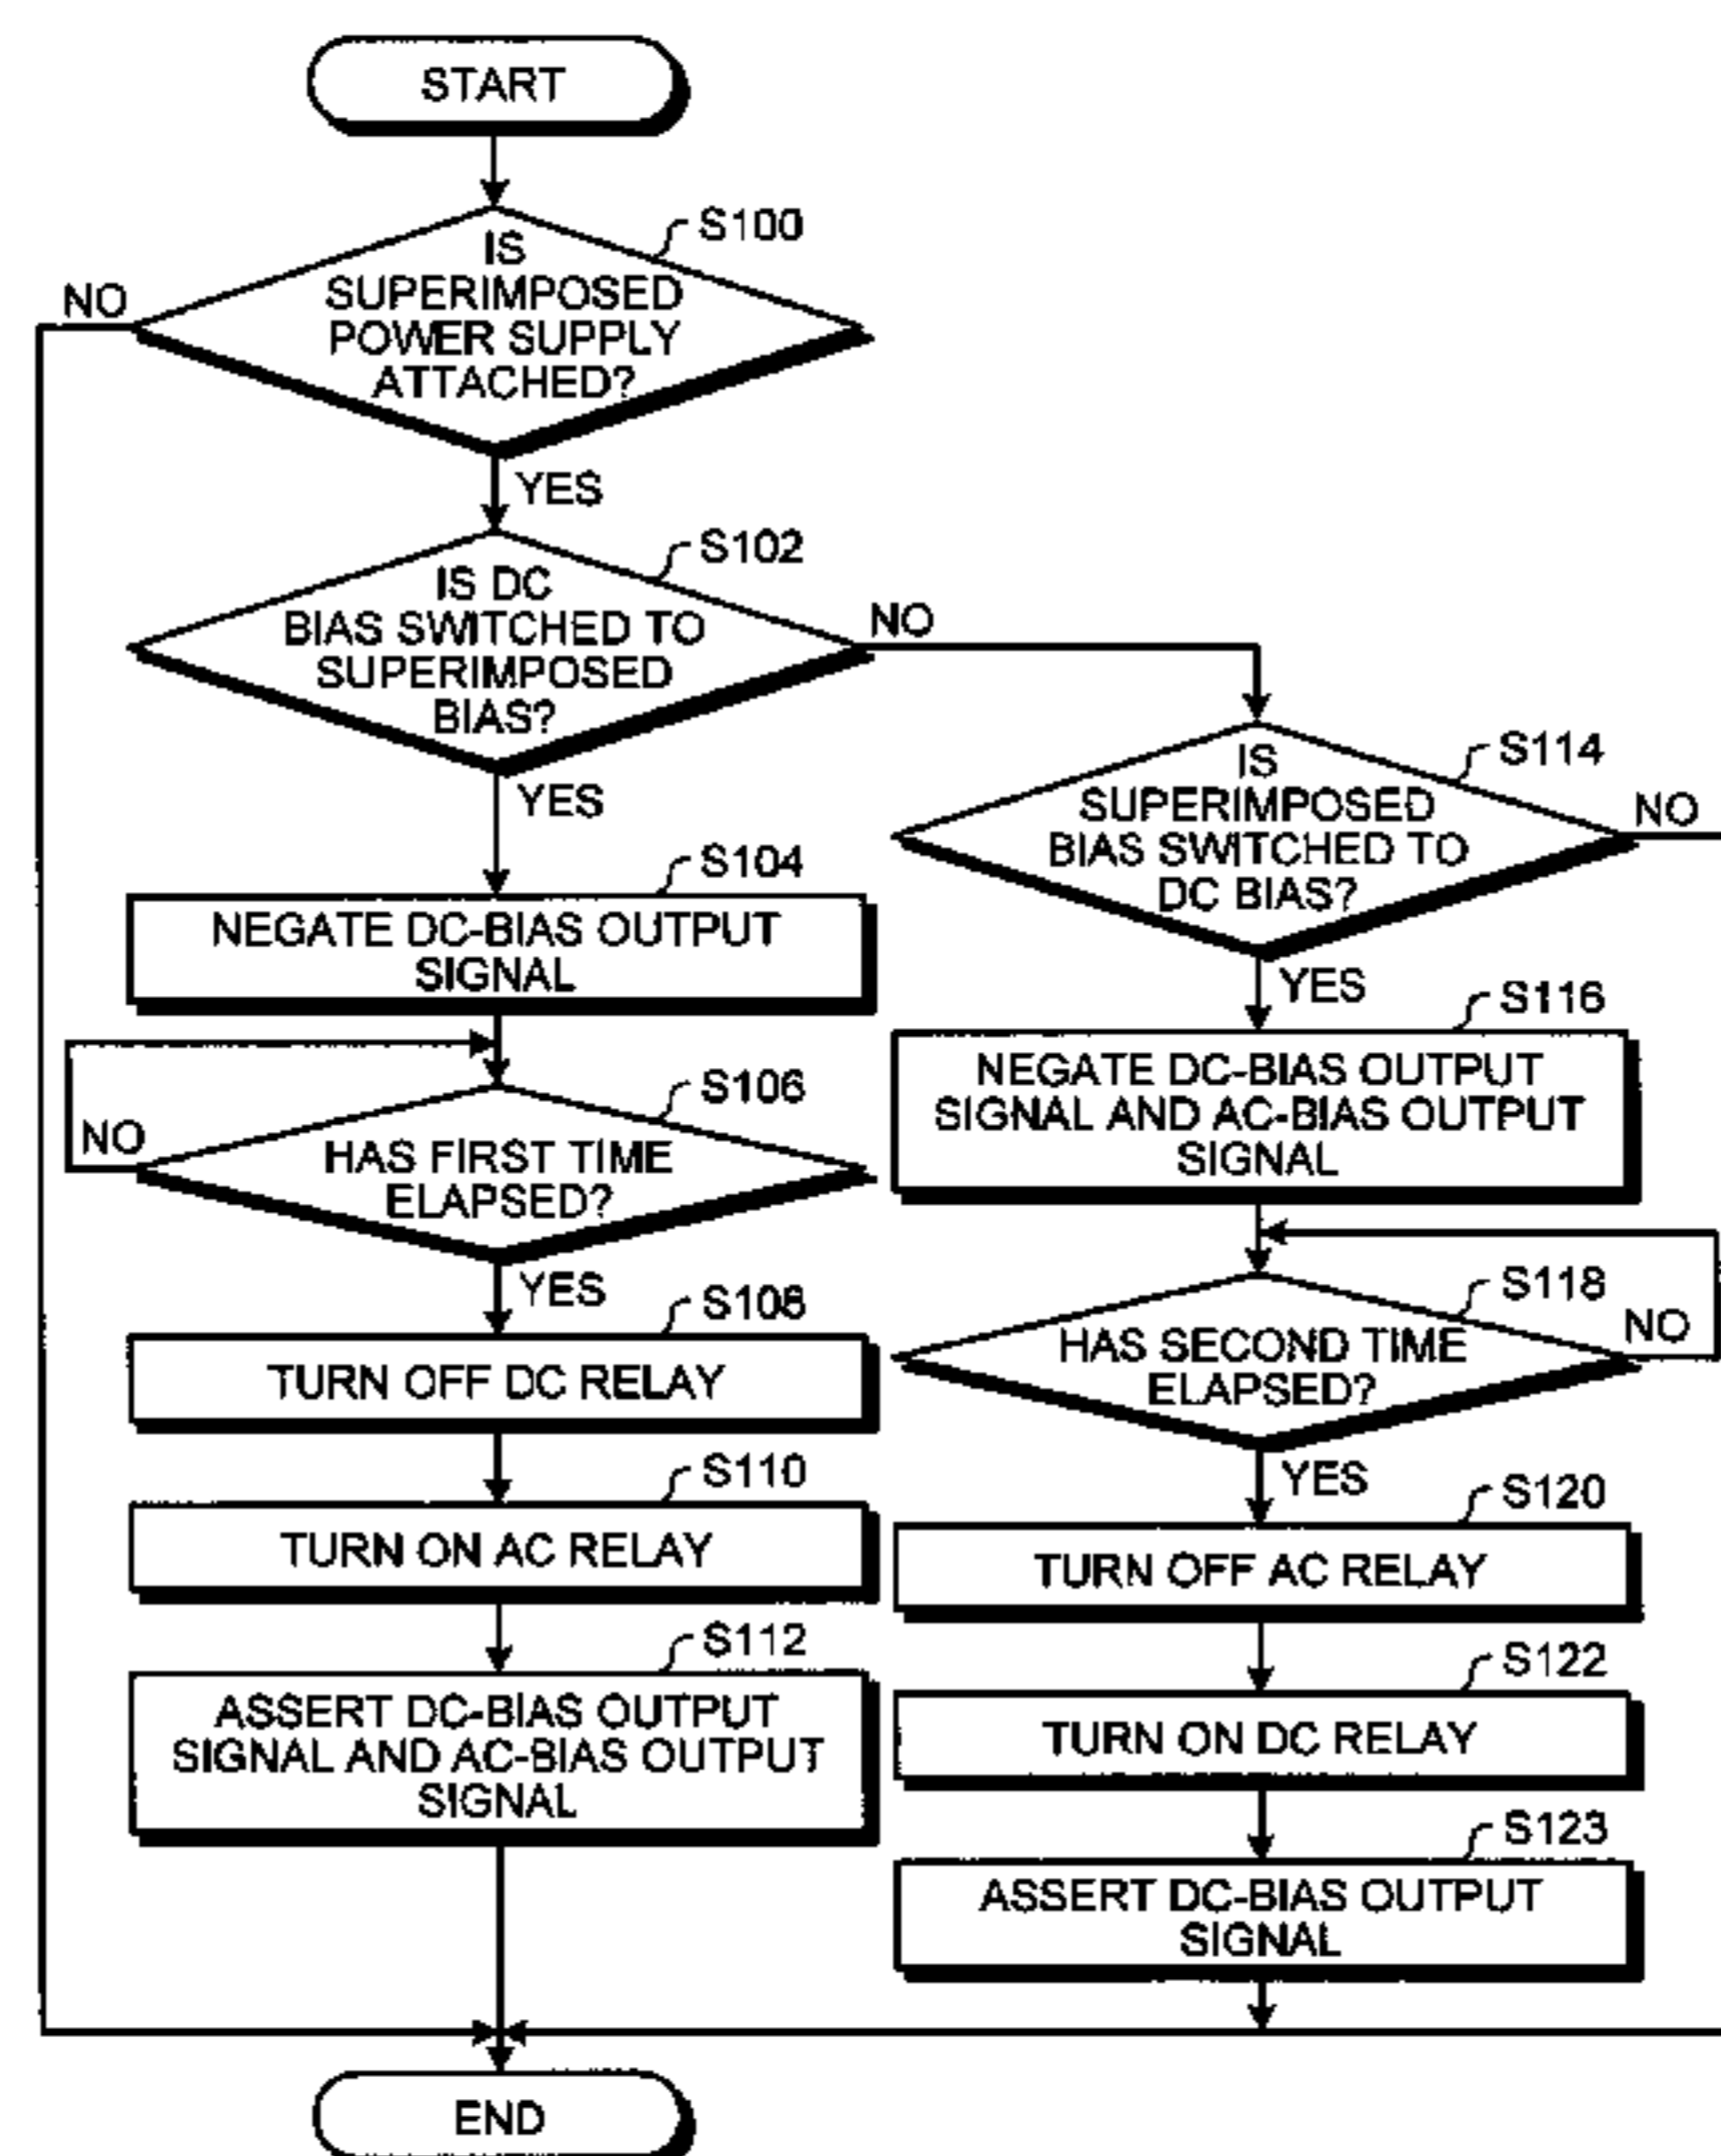 START
S100
IS
SUPERIMPOSED
POWER SUPPLY
ATTACHED?
NO
YES
S102
IS DC
BIAS SWITCHED TO
SUPERIMPOSED
BIAS?
NO
YES
S104
NEGATE DC-BIAS OUTPUT
SIGNAL
S106
HAS FIRST TIME
ELAPSED?
NO
YES
S108
TURN OFF DC RELAY
S110
TURN ON AC RELAY
S112
ASSERT DC-BIAS OUTPUT
SIGNAL AND AC-BIAS OUTPUT
SIGNAL
S114
IS
SUPERIMPOSED
BIAS SWITCHED TO
DC BIAS?
NO
YES
S116
NEGATE DC-BIAS OUTPUT
SIGNAL AND AC-BIAS OUTPUT
SIGNAL
S118
HAS SECOND TIME
ELAPSED?
NO
YES
S120
TURN OFF AC RELAY
S122
TURN ON DC RELAY
S123
ASSERT DC-BIAS OUTPUT
SIGNAL
END